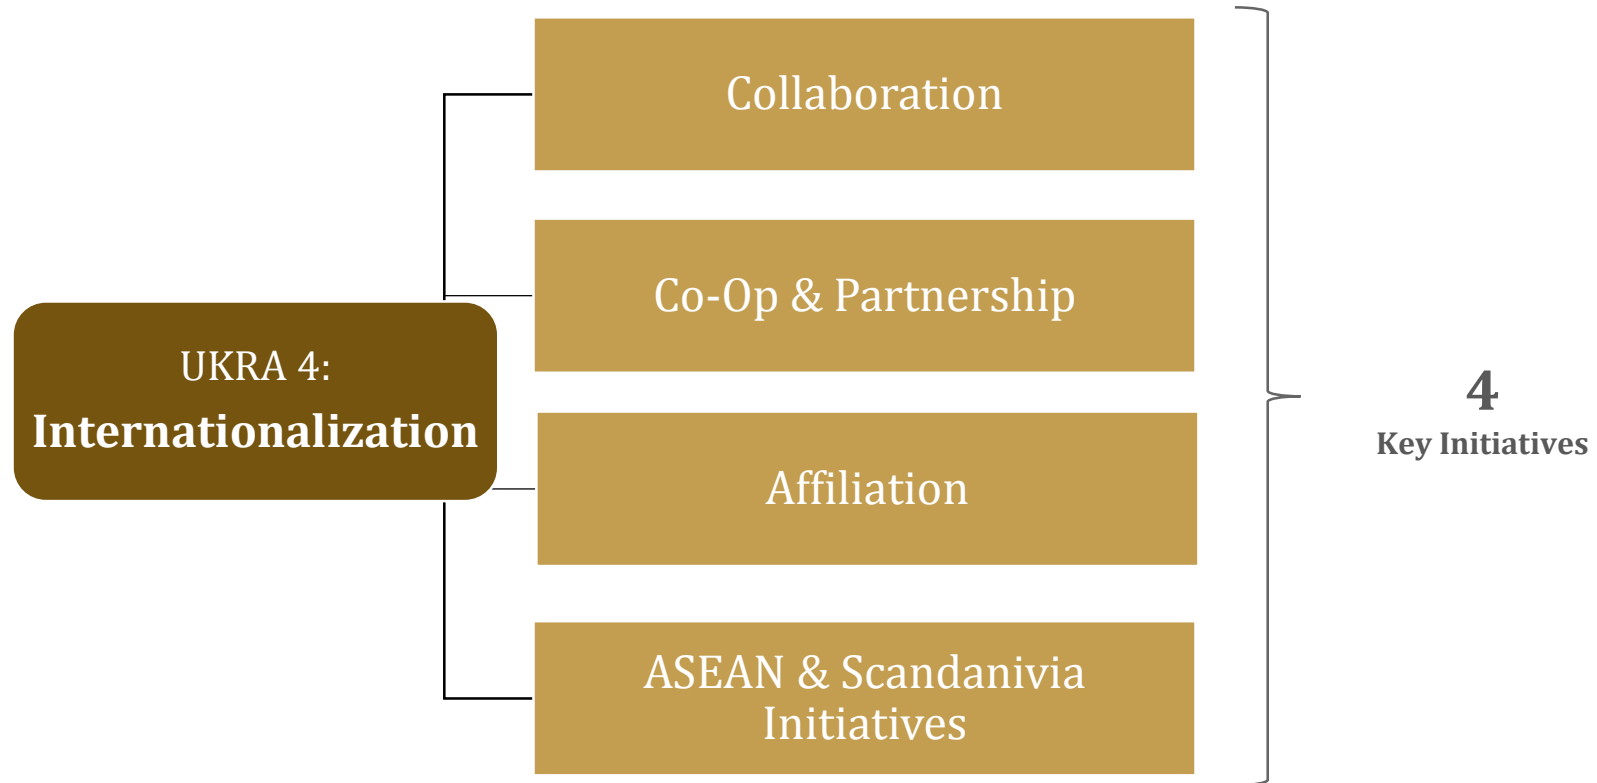 UKRA 4:
Internationalization
Collaboration
Co-Op & Partnership
Affiliation
ASEAN & Scandanivia
Initiatives
4
Key Initiatives